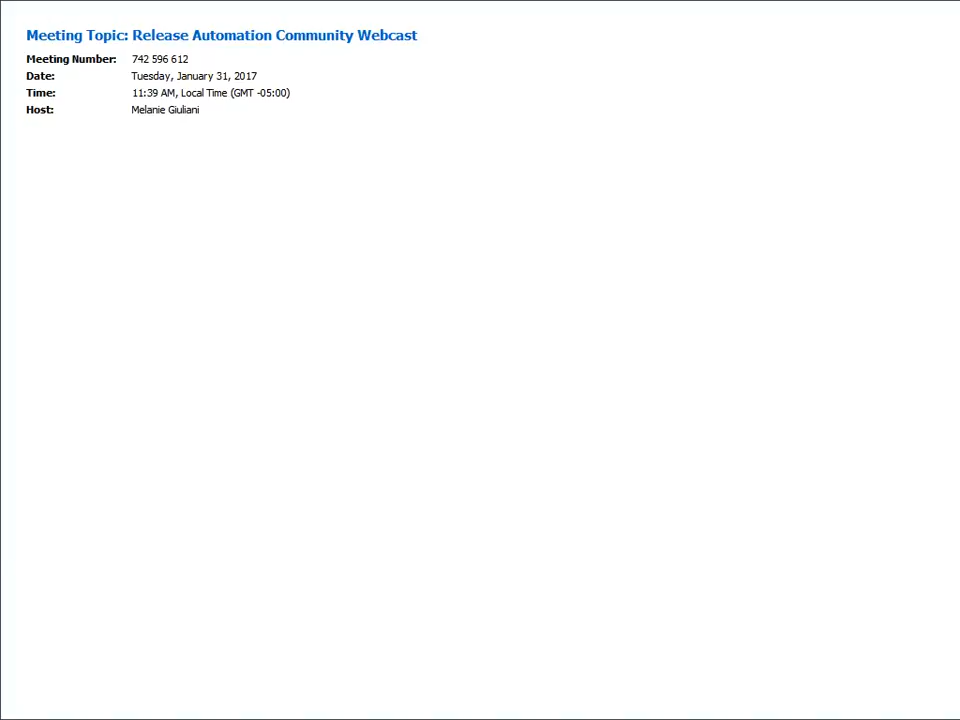 Meeting Topic: Release Automation Community Webcast
Meeting Number: 742 596 612
Date: Tuesday, January 31, 2017
Time: 11:39 AM, Local Time (GMT -05:00)
Host: Melanie Giuliani